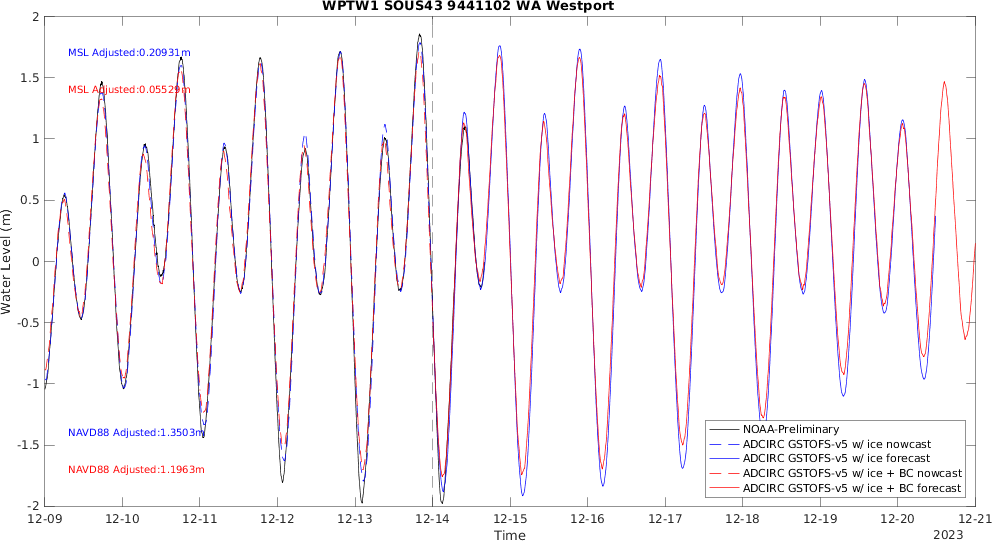 WPTW1 SOUS43 9441102 WA Westport
2
1.5
1
0.5
0
-0.5
-1
-1.5
-2
Water Level (m)
MSL Adjusted:0.20931m
MSL Adjusted:0.05529m
NAVD88 Adjusted:1.3503m
NAVD88 Adjusted:1.1963m
NOAA-Preliminary
ADCIRC GSTOFS-v5 w/ ice nowcast
ADCIRC GSTOFS-v5 w/ ice forecast
ADCIRC GSTOFS-v5 w/ ice + BC nowcast
ADCIRC GSTOFS-v5 w/ ice + BC forecast
12-09 12-10 12-11 12-12 12-13 12-14 12-15 12-16 12-17 12-18 12-19 12-20 12-21
Time
2023